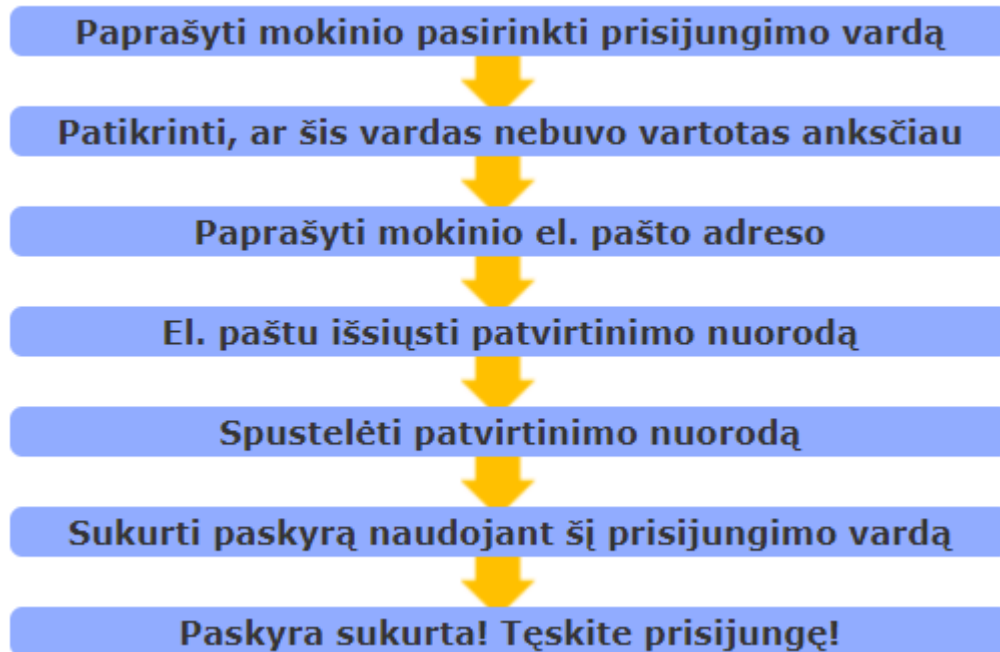 Paprašyti mokinio pasirinkti prisijungimo vardą
Patikrinti, ar šis vardas nebuvo vartotas anksčiau
Paprašyti mokinio el. pašto adreso
El. paštu išsiųsti patvirtinimo nuorodą
Spustelėti patvirtinimo nuorodą
Sukurti paskyrą naudojant šį prisijungimo vardą
Paskyra sukurta! Tęskite prisijungę!